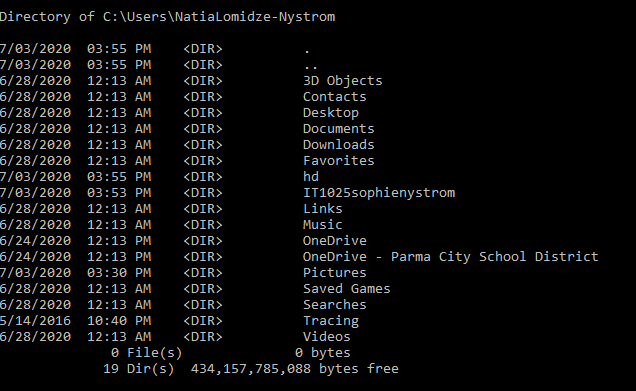 Directory of C:\Users\NatiaLomidze-Nystrom
7/03/2020  03:55 PM    <DIR>          .
7/03/2020  03:55 PM    <DIR>          ..
6/28/2020  12:13 AM    <DIR>          3D Objects
6/28/2020  12:13 AM    <DIR>          Contacts
6/28/2020  12:13 AM    <DIR>          Desktop
6/28/2020  12:13 AM    <DIR>          Documents
6/28/2020  12:13 AM    <DIR>          Downloads
6/28/2020  12:13 AM    <DIR>          Favorites
7/03/2020  03:55 PM    <DIR>          hd
7/03/2020  03:53 PM    <DIR>          IT1025sophienystrom
6/28/2020  12:13 AM    <DIR>          Links
6/28/2020  12:13 AM    <DIR>          Music
6/24/2020  12:13 PM    <DIR>          OneDrive
6/24/2020  12:13 PM    <DIR>          OneDrive - Parma City School District
7/03/2020  03:30 PM    <DIR>          Pictures
6/28/2020  12:13 AM    <DIR>          Saved Games
6/28/2020  12:13 AM    <DIR>          Searches
5/14/2016  10:40 PM    <DIR>          Tracing
6/28/2020  12:13 AM    <DIR>          Videos
0 File(s)              0 bytes
19 Dir(s)  434,157,785,088 bytes free